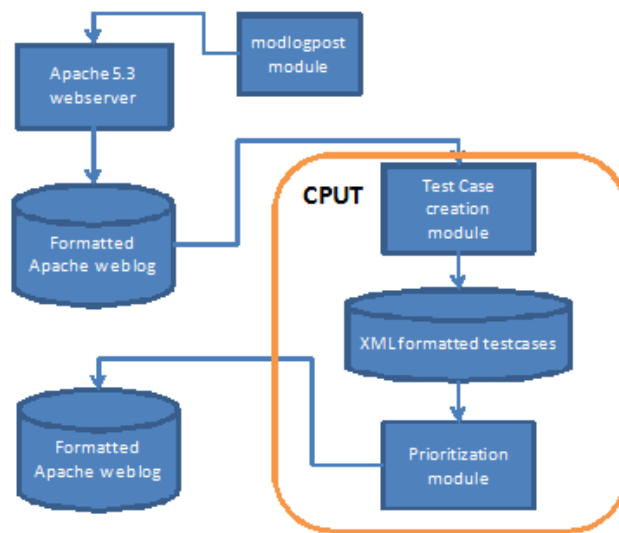 modlogpost
module
Apache 5.3
webserver
CPUT
Test Case
creation
module
Formatted
Apache weblog
XML formatted testcases
Formatted
Apache weblog
Prioritization
module